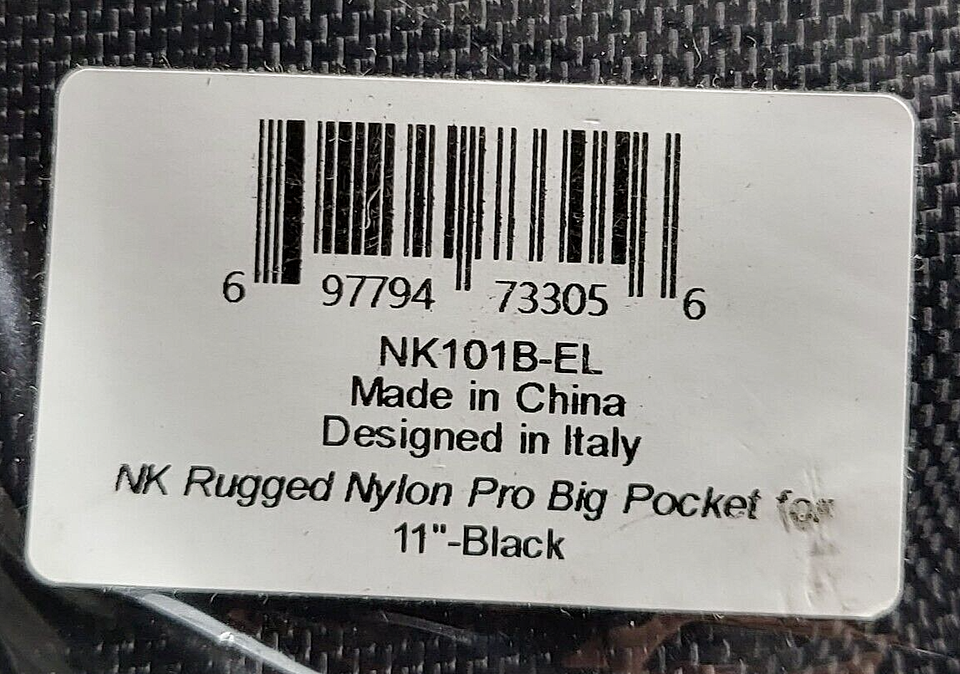 6 97794 73305 6
NK101B-EL
Made in China
Designed in Italy
NK Rugged Nylon Pro Big Pocket for
11"-Black